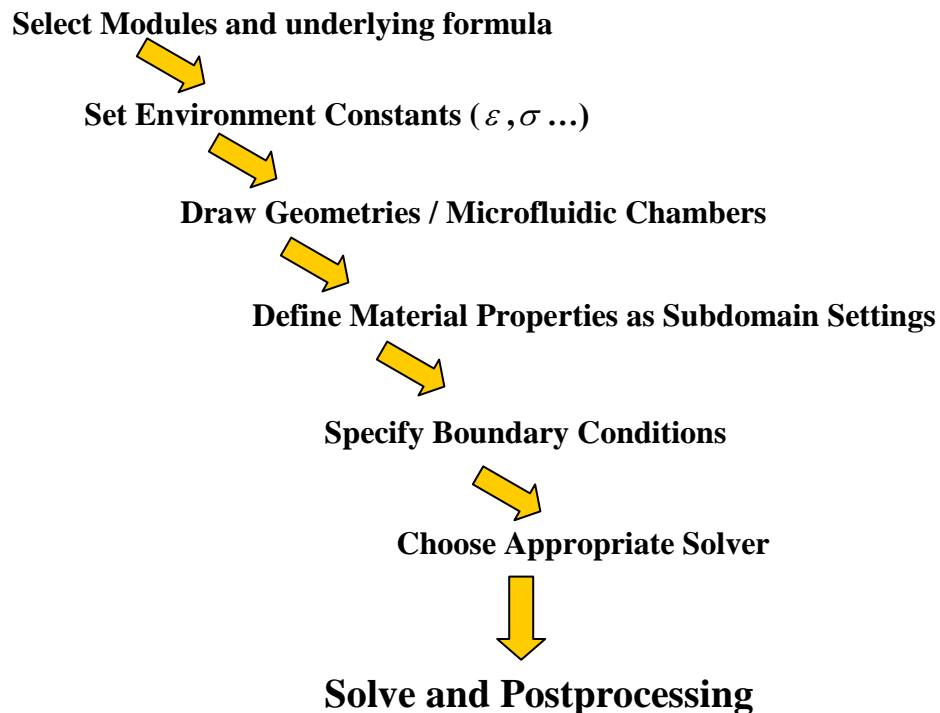 Select Modules and underlying formula
Set Environment Constants ( ε , σ …)
Draw Geometries / Microfluidic Chambers
Define Material Properties as Subdomain Settings
Specify Boundary Conditions
Choose Appropriate Solver
Solve and Postprocessing